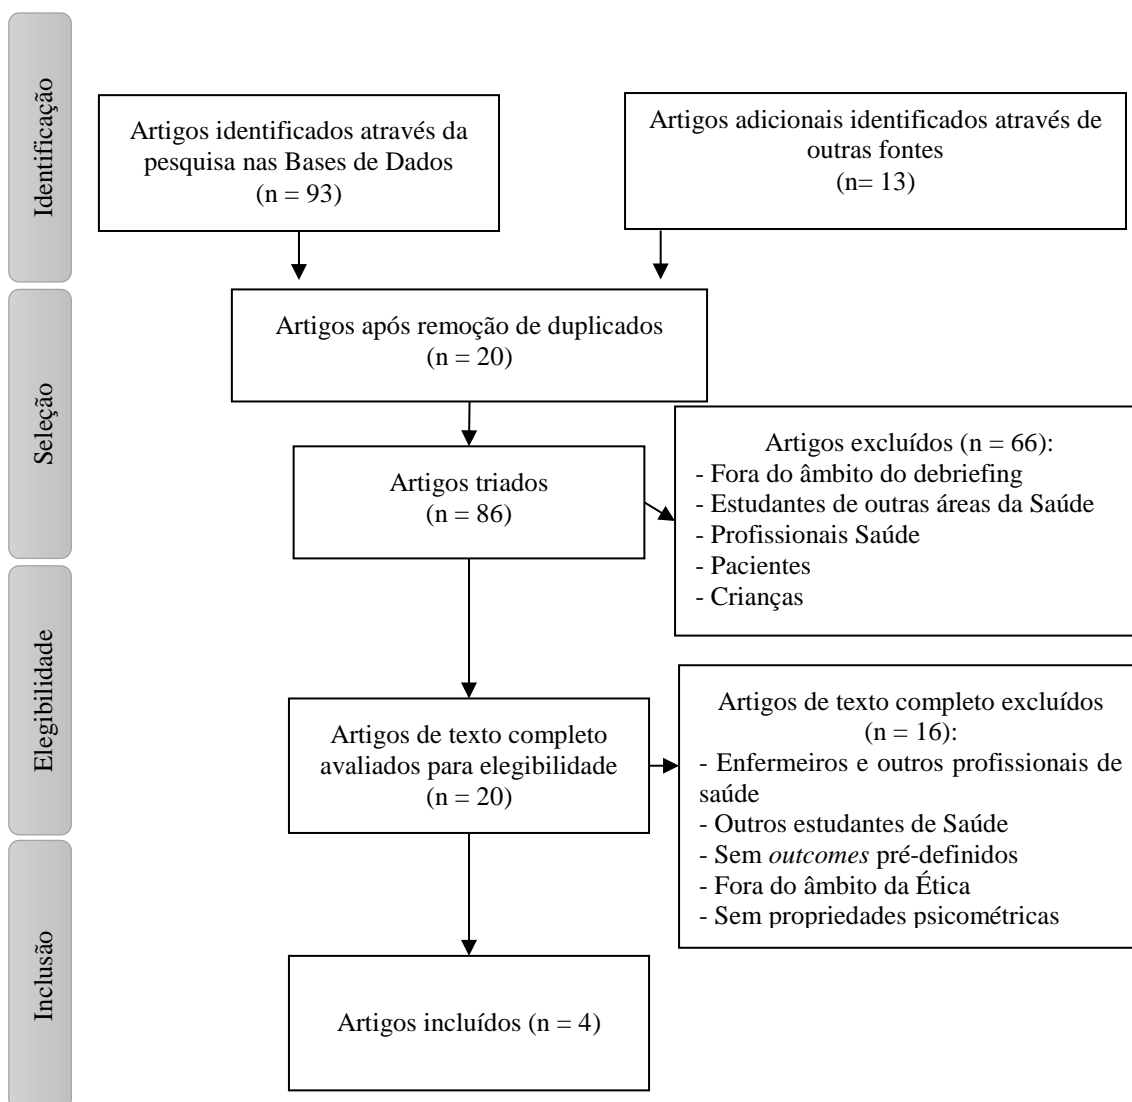 Identificação
Artigos identificados através da
pesquisa nas Bases de Dados
(n = 93)
Artigos adicionais identificados através de
outras fontes
(n= 13)
Seleção
Artigos após remoção de duplicados
(n = 20)
Artigos triados
(n = 86)
Artigos excluídos (n = 66):
- Fora do âmbito do debriefing
- Estudantes de outras áreas da Saúde
- Profissionais Saúde
- Pacientes
- Crianças
Elegibilidade
Artigos de texto completo
avaliados para elegibilidade
(n = 20)
Artigos de texto completo excluídos
(n = 16):
- Enfermeiros e outros profissionais de
saúde
- Outros estudantes de Saúde
- Sem outcomes pré-definidos
- Fora do âmbito da Ética
- Sem propriedades psicométricas
Inclusão
Artigos incluídos (n = 4)